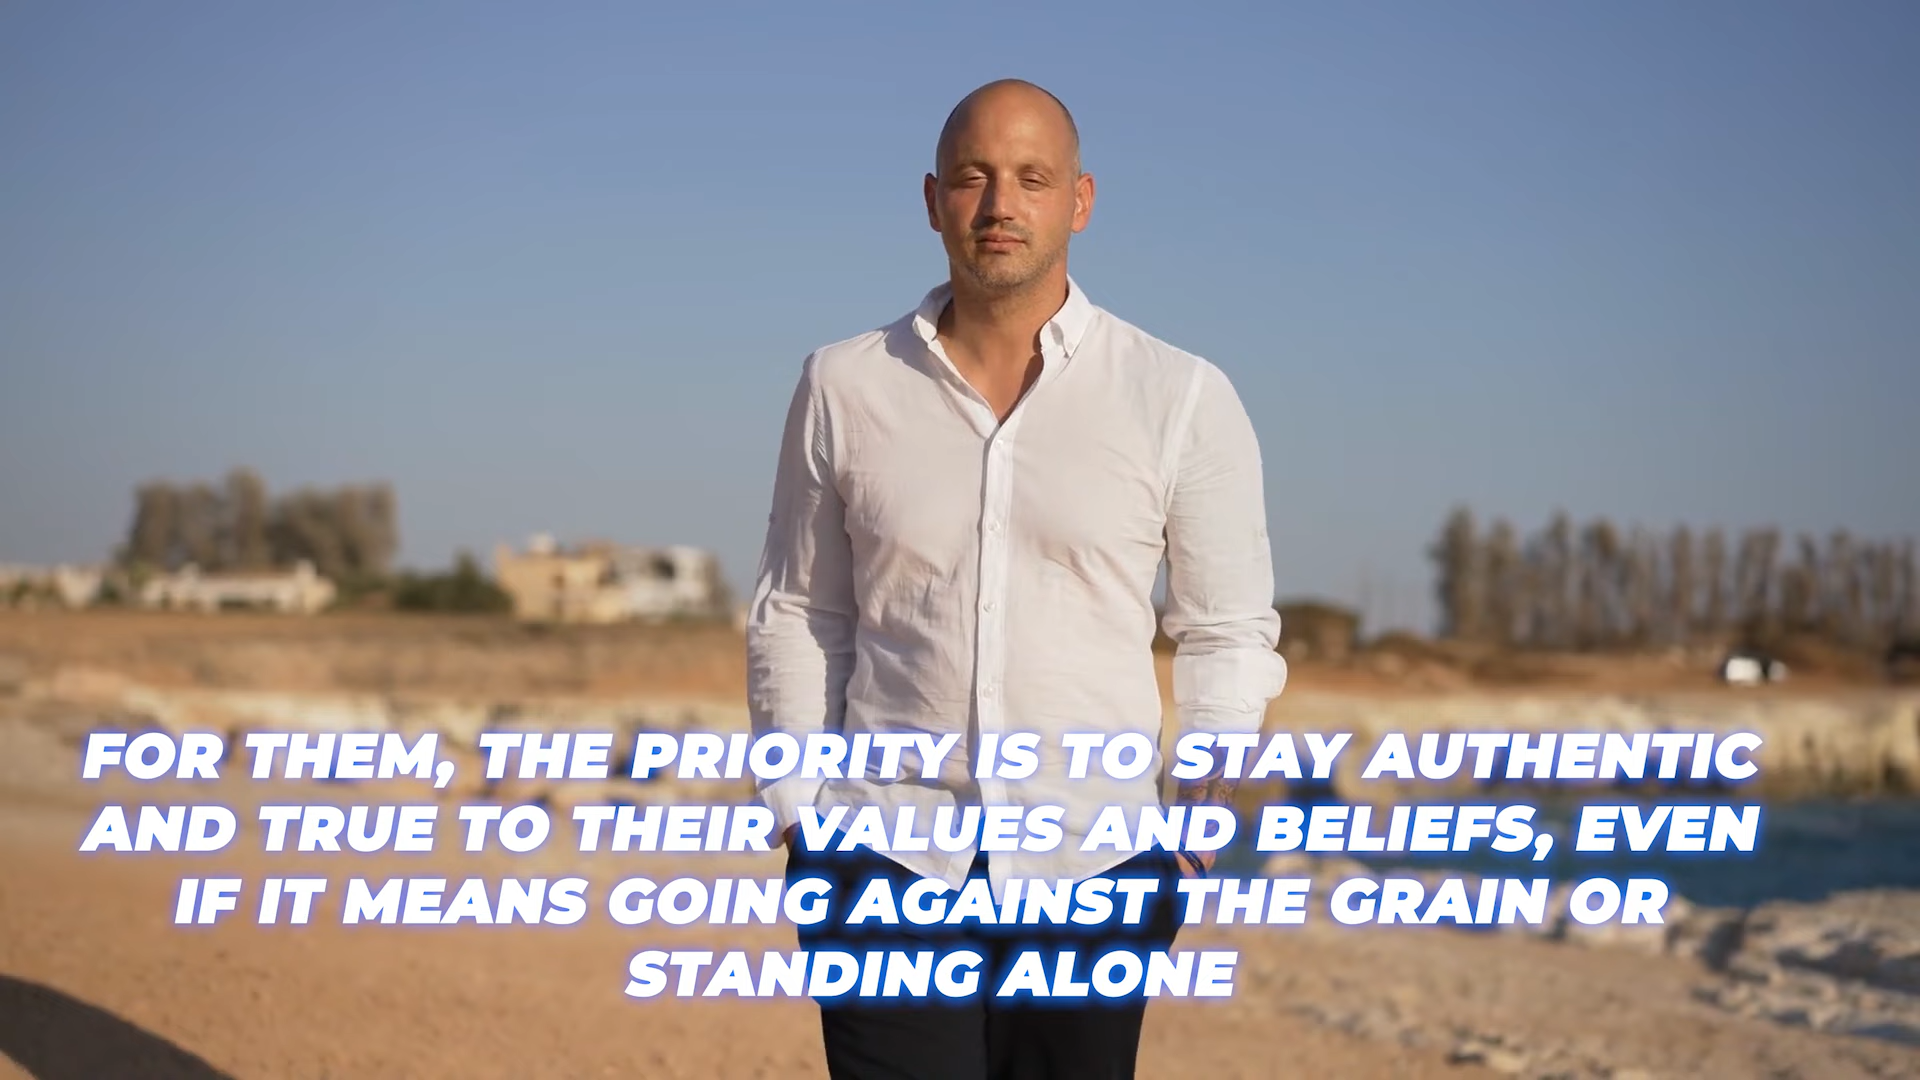 FOR THEM, THE PRIORITY IS TO STAY AUTHENTIC
AND TRUE TO THEIR VALUES AND BELIEFS, EVEN
IF IT MEANS GOING AGAINST THE GRAIN OR
STANDING ALONE